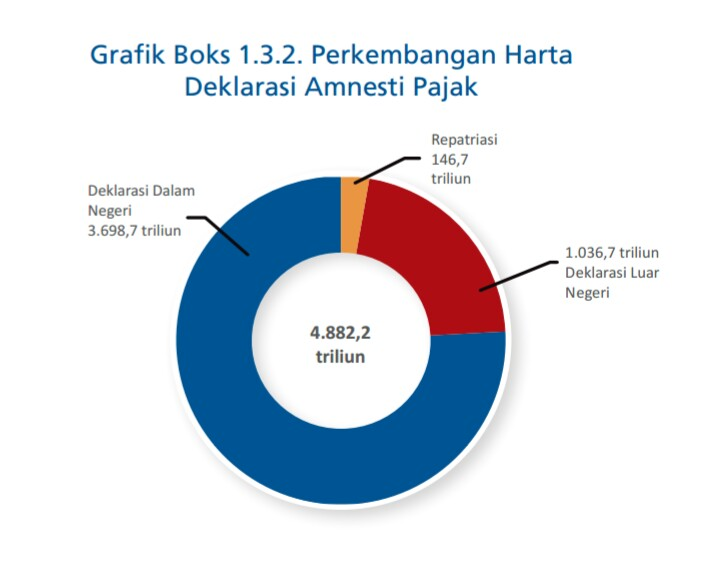 Grafik Boks 1.3.2. Perkembangan Harta
Deklarasi Amnesti Pajak
Repatriasi
146,7
triliun
Deklarasi Dalam
Negeri
3.698,7 triliun
1.036,7 triliun
Deklarasi Luar
Negeri
4.882,2
triliun